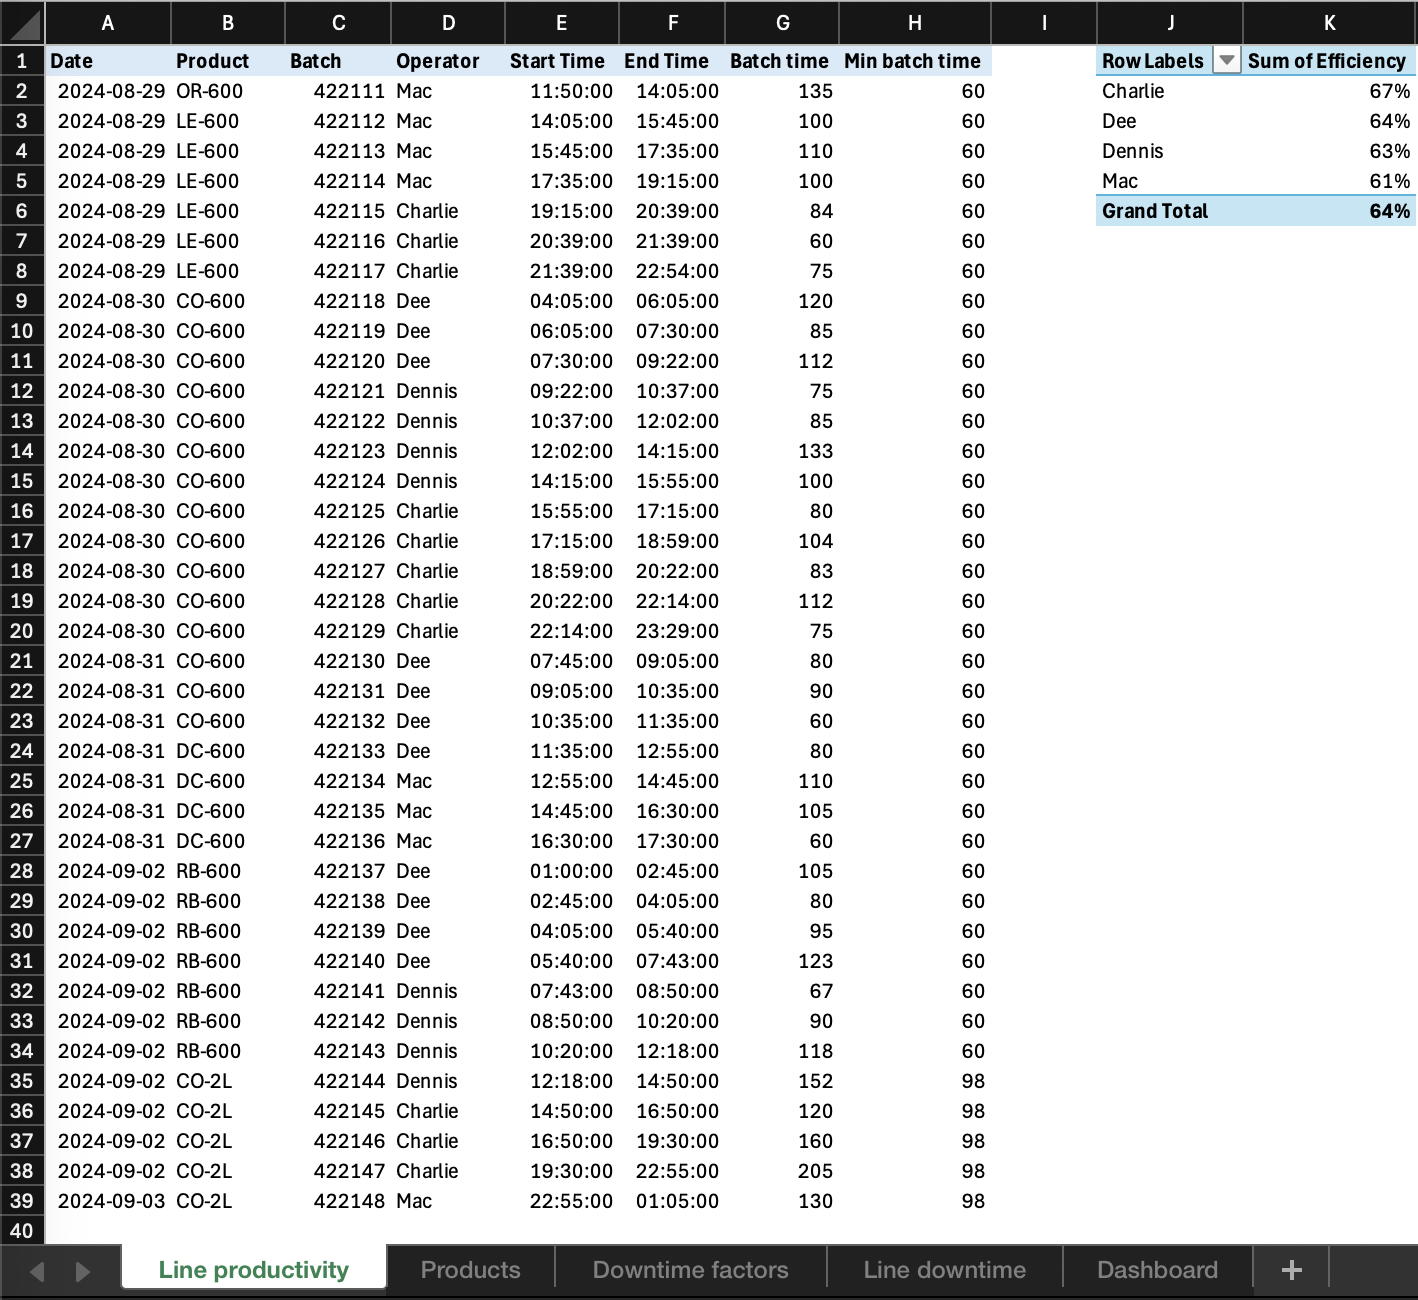 A B C D E F G H I J K
1 Date Product Batch Operator Start Time End Time Batch time Min batch time Row Labels Sum of Efficiency
2 2024-08-29 OR-600 422111 Mac 11:50:00 14:05:00 135 60 Charlie 67%
3 2024-08-29 LE-600 422112 Mac 14:05:00 15:45:00 100 60 Dee 64%
4 2024-08-29 LE-600 422113 Mac 15:45:00 17:35:00 110 60 Dennis 63%
5 2024-08-29 LE-600 422114 Mac 17:35:00 19:15:00 100 60 Mac 61%
6 2024-08-29 LE-600 422115 Charlie 19:15:00 20:39:00 84 60 Grand Total 64%
7 2024-08-29 LE-600 422116 Charlie 20:39:00 21:39:00 60 60
8 2024-08-29 LE-600 422117 Charlie 21:39:00 22:54:00 75 60
9 2024-08-30 CO-600 422118 Dee 04:05:00 06:05:00 120 60
10 2024-08-30 CO-600 422119 Dee 06:05:00 07:30:00 85 60
11 2024-08-30 CO-600 422120 Dee 07:30:00 09:22:00 112 60
12 2024-08-30 CO-600 422121 Dennis 09:22:00 10:37:00 75 60
13 2024-08-30 CO-600 422122 Dennis 10:37:00 12:02:00 85 60
14 2024-08-30 CO-600 422123 Dennis 12:02:00 14:15:00 133 60
15 2024-08-30 CO-600 422124 Dennis 14:15:00 15:55:00 100 60
16 2024-08-30 CO-600 422125 Charlie 15:55:00 17:15:00 80 60
17 2024-08-30 CO-600 422126 Charlie 17:15:00 18:59:00 104 60
18 2024-08-30 CO-600 422127 Charlie 18:59:00 20:22:00 83 60
19 2024-08-30 CO-600 422128 Charlie 20:22:00 22:14:00 112 60
20 2024-08-30 CO-600 422129 Charlie 22:14:00 23:29:00 75 60
21 2024-08-31 CO-600 422130 Dee 07:45:00 09:05:00 80 60
22 2024-08-31 CO-600 422131 Dee 09:05:00 10:35:00 90 60
23 2024-08-31 CO-600 422132 Dee 10:35:00 11:35:00 60 60
24 2024-08-31 DC-600 422133 Dee 11:35:00 12:55:00 80 60
25 2024-08-31 DC-600 422134 Mac 12:55:00 14:45:00 110 60
26 2024-08-31 DC-600 422135 Mac 14:45:00 16:30:00 105 60
27 2024-08-31 DC-600 422136 Mac 16:30:00 17:30:00 60 60
28 2024-09-02 RB-600 422137 Dee 01:00:00 02:45:00 105 60
29 2024-09-02 RB-600 422138 Dee 02:45:00 04:05:00 80 60
30 2024-09-02 RB-600 422139 Dee 04:05:00 05:40:00 95 60
31 2024-09-02 RB-600 422140 Dee 05:40:00 07:43:00 123 60
32 2024-09-02 RB-600 422141 Dennis 07:43:00 08:50:00 67 60
33 2024-09-02 RB-600 422142 Dennis 08:50:00 10:20:00 90 60
34 2024-09-02 RB-600 422143 Dennis 10:20:00 12:18:00 118 60
35 2024-09-02 CO-2L 422144 Dennis 12:18:00 14:50:00 152 98
36 2024-09-02 CO-2L 422145 Charlie 14:50:00 16:50:00 120 98
37 2024-09-02 CO-2L 422146 Charlie 16:50:00 19:30:00 160 98
38 2024-09-02 CO-2L 422147 Charlie 19:30:00 22:55:00 205 98
39 2024-09-03 CO-2L 422148 Mac 22:55:00 01:05:00 130 98
40
Line productivity Products Downtime factors Line downtime Dashboard +